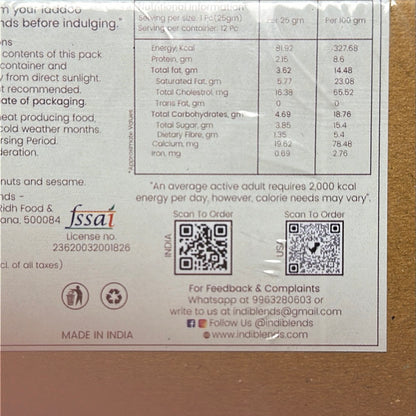 om your laddco
nds before indulging."
ons
contents of this pack
container and
y from direct sunlight.
ot recommended.
ate of packaging.
eat producing food,
cold weather months.
rsing Period.
deration.
nuts and sesame.
nds -
Ridh Food &
ana, 500084
fssai
License no.
23620032001826
cl. of all taxes)
MADE IN INDIA
Nutritional Information
Serving per size: 1 Pc(25gm)
Serving per container: 12 Pc
Per 25 gm
Per 100 gm
Energy, Kcal 81.92 327.68
Protein, gm 2.15 8.6
Total fat, gm 3.62 14.48
Saturated Fat, gm 5.77 23.08
Total Cholestrol, mg 16.38 65.52
Trans Fat, gm 0 0
Total Carbohydrates, gm 4.69 18.76
Total Sugar, gm 3.85 15.4
Dietary Fibre, gm 1.35 5.4
Calcium, mg 19.62 78.48
Iron, mg 0.69 2.76
*Approximate Values
"An average active adult requires 2,000 kcal
energy per day, however, calorie needs may vary".
Scan To Order
INDIA
Scan To Order
USA
For Feedback & Complaints
Whatsapp at 9963280603 or
write to us indiblends@gmail.com
Follow Us @indiblends
www.indiblends.com